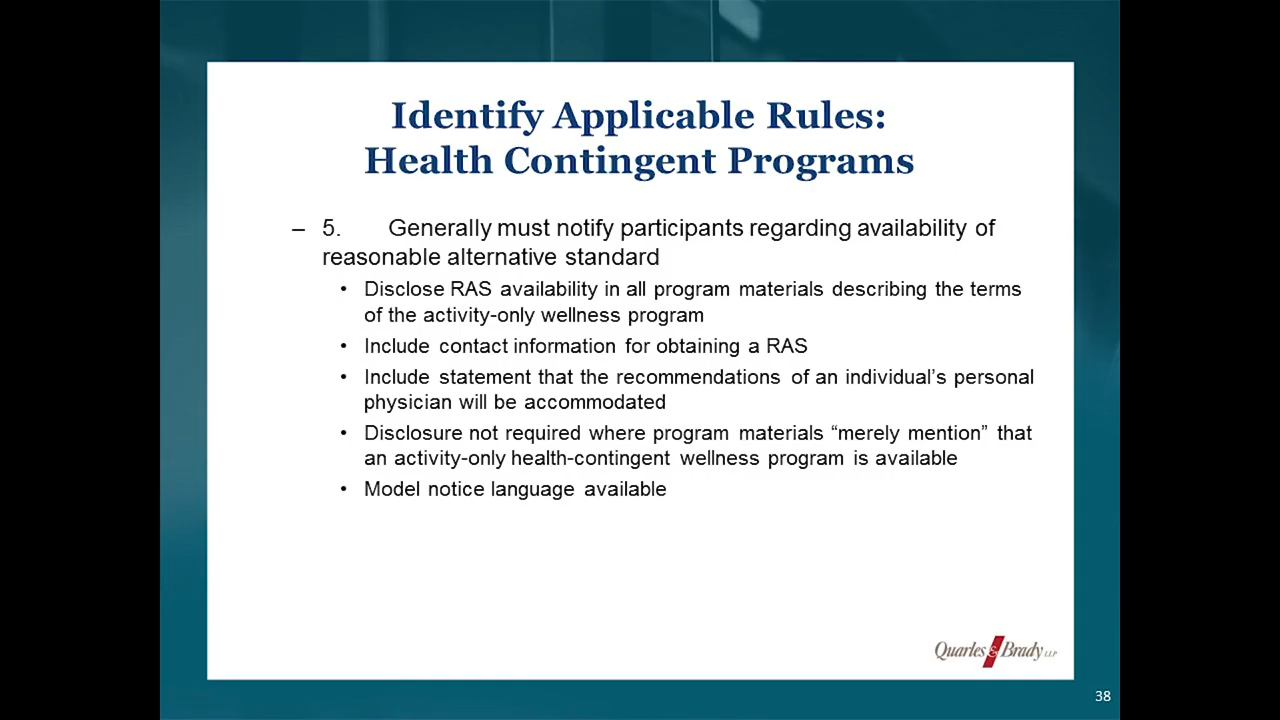 Identify Applicable Rules:
Health Contingent Programs
– 5. Generally must notify participants regarding availability of
reasonable alternative standard
• Disclose RAS availability in all program materials describing the terms
of the activity-only wellness program
• Include contact information for obtaining a RAS
• Include statement that the recommendations of an individual’s personal
physician will be accommodated
• Disclosure not required where program materials “merely mention” that
an activity-only health-contingent wellness program is available
• Model notice language available
Quarles & Brady LLP
38